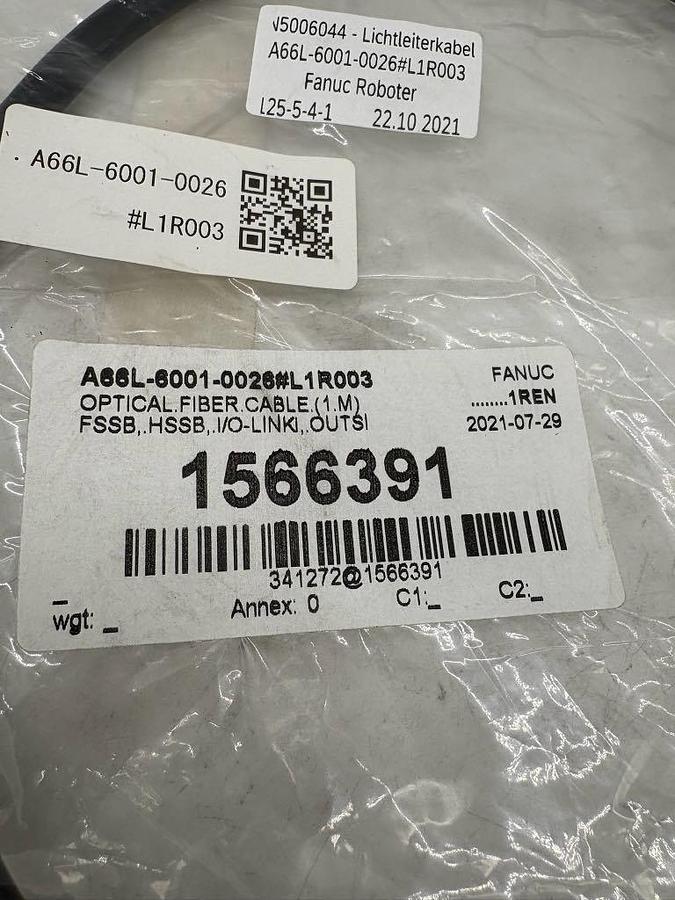 5006044 - Lichtleiterkabel
A66L-6001-0026#L1R003
Fanuc Roboter
L25-5-4-1 22.10 2021
A66L-6001-0026
#L1R003
A66L-6001-0026#L1R003 FANUC
OPTICAL.FIBER.CABLE.(1.M) ........1REN
FSSB,.HSSB,.I/O-LINKI,.OUTSI 2021-07-29
1566391
341272@1566391
wgt: _ Annex: 0 C1:_ C2:_